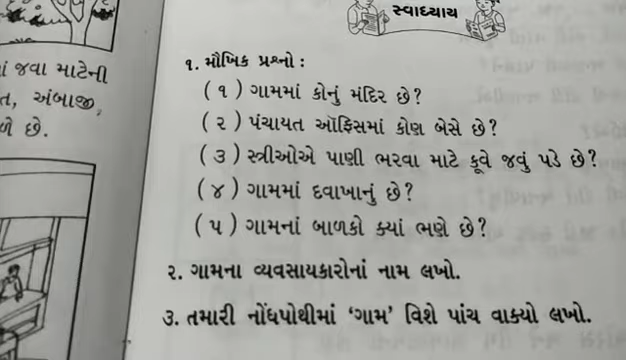 સ્વાધ્યાય
જવા માટેની
અંબાજી,
છે.
૧. મૌખિક પ્રશ્નો :
( ૧ ) ગામમાં કોનું મંદિર છે?
( ૨ ) પંચાયત ઑફિસમાં કોણ બેસે છે?
( ૩ ) સ્ત્રીઓએ પાણી ભરવા માટે કૂવે જવું પડે છે?
( ૪ ) ગામમાં દવાખાનું છે?
( ૫ ) ગામનાં બાળકો ક્યાં ભણે છે?
૨. ગામના વ્યવસાયકારોનાં નામ લખો.
૩. તમારી નોંધપોથીમાં ‘ગામ’ વિશે પાંચ વાક્યો લખો.